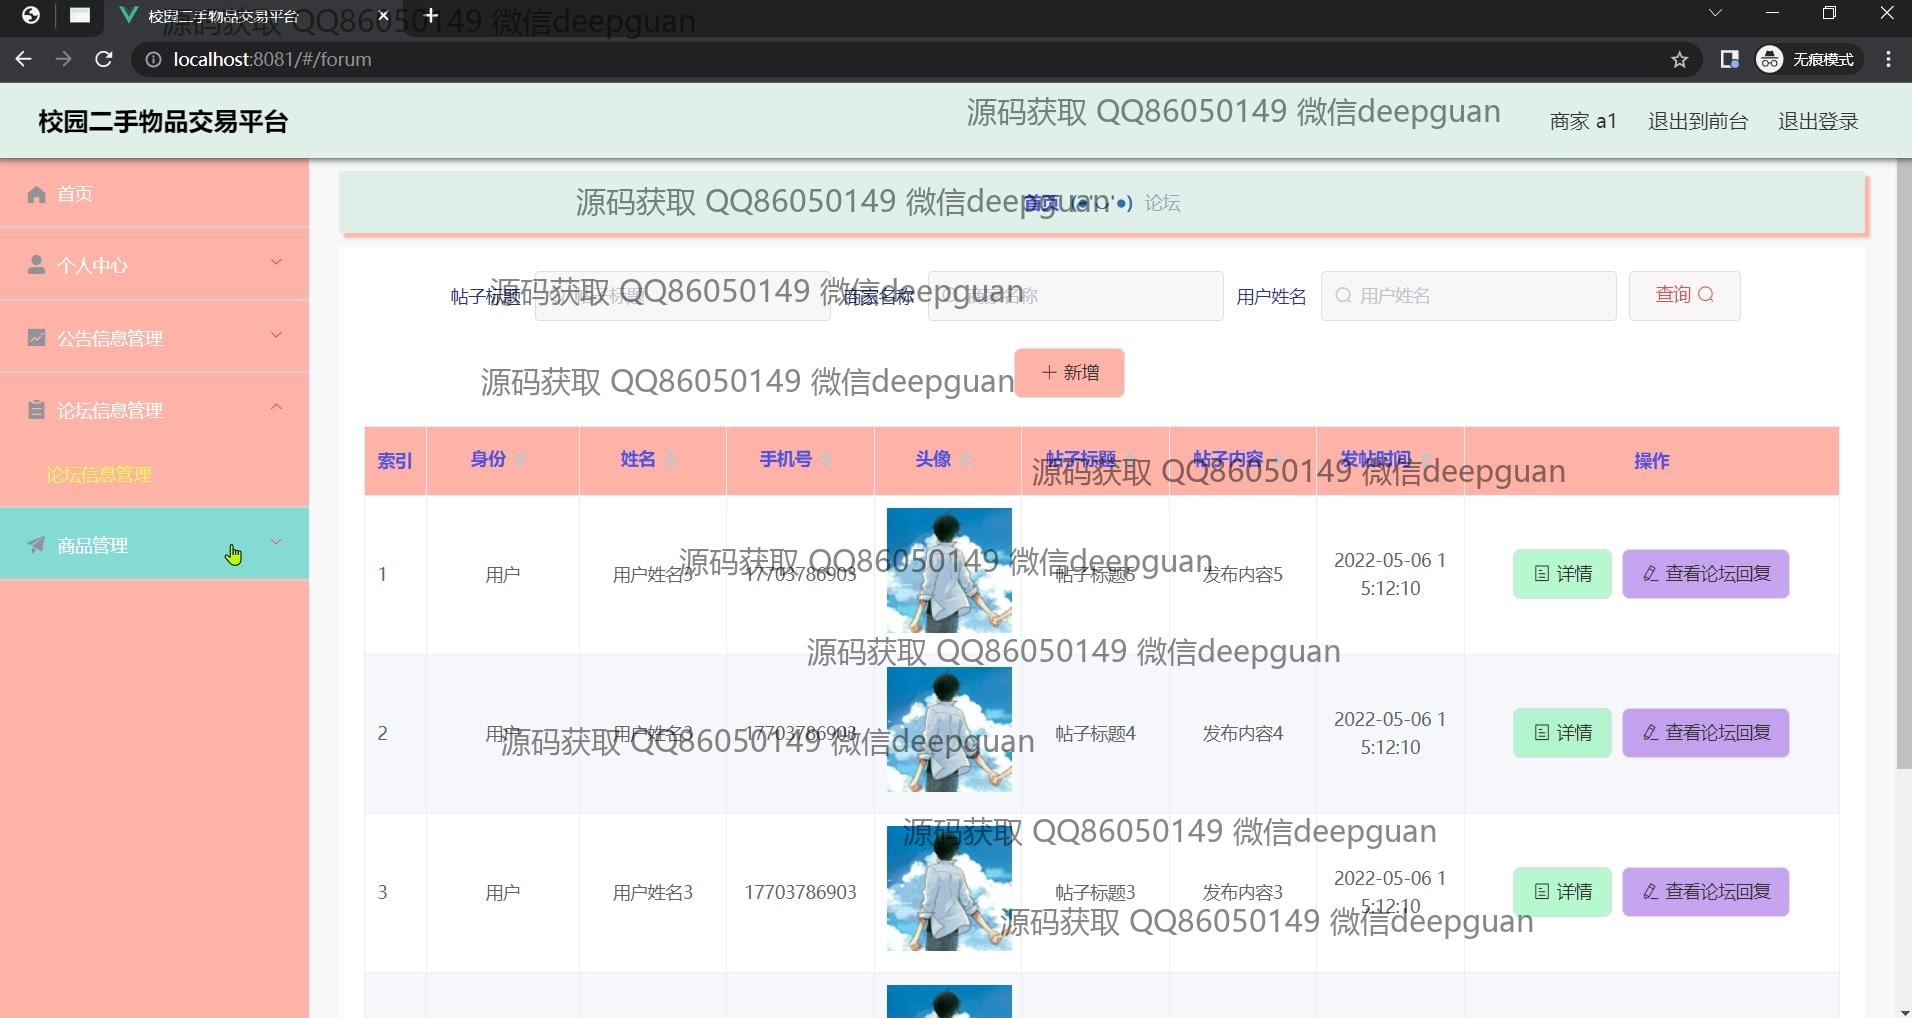 校园二手物品交易平台
源码获取 QQ86050149 微信deepguan
localhost:8081/#/forum
无痕模式
校园二手物品交易平台
源码获取 QQ86050149 微信deepguan
商家 a1
退出到前台
退出登录
首页
个人中心
公告信息管理
论坛信息管理
论坛信息管理
商品管理
源码获取 QQ86050149 微信deepguan
首页 (●'◡'●) 论坛
源码获取 QQ86050149 微信deepguan
帖子标题 帖子标题
商家名称 商家名称
用户姓名 用户姓名
查询
源码获取 QQ86050149 微信deepguan
新增
索引 身份 姓名 手机号 头像 帖子标题 帖子内容 发帖时间 操作
源码获取 QQ86050149 微信deepguan
源码获取 QQ86050149 微信deepguan
1 用户 用户姓名3 17703786903 帖子标题5 发布内容5 2022-05-06 1
5:12:10
详情 查看论坛回复
源码获取 QQ86050149 微信deepguan
2 用户 用户姓名3 17703786903 帖子标题4 发布内容4 2022-05-06 1
5:12:10
详情 查看论坛回复
源码获取 QQ86050149 微信deepguan
源码获取 QQ86050149 微信deepguan
3 用户 用户姓名3 17703786903 帖子标题3 发布内容3 2022-05-06 1
5:12:10
详情 查看论坛回复
源码获取 QQ86050149 微信deepguan